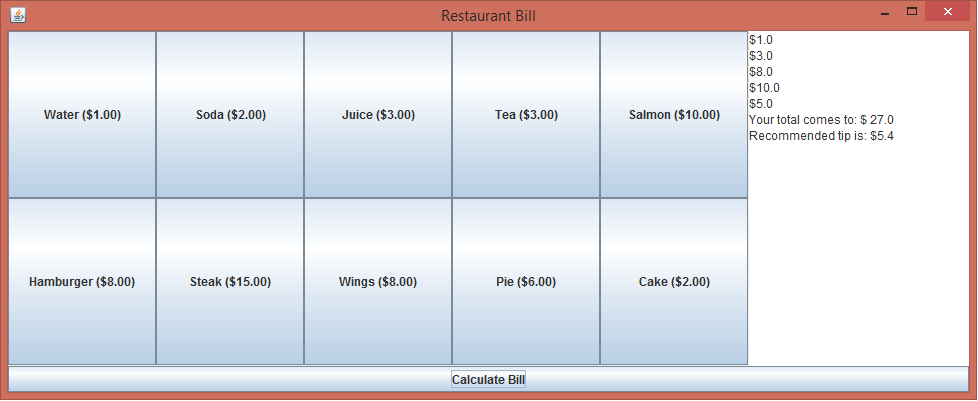 Restaurant Bill
Water ($1.00)
Soda ($2.00)
Juice ($3.00)
Tea ($3.00)
Salmon ($10.00)
Hamburger ($8.00)
Steak ($15.00)
Wings ($8.00)
Pie ($6.00)
Cake ($2.00)
$1.0
$3.0
$8.0
$10.0
$5.0
Your total comes to: $ 27.0
Recommended tip is: $5.4
Calculate Bill